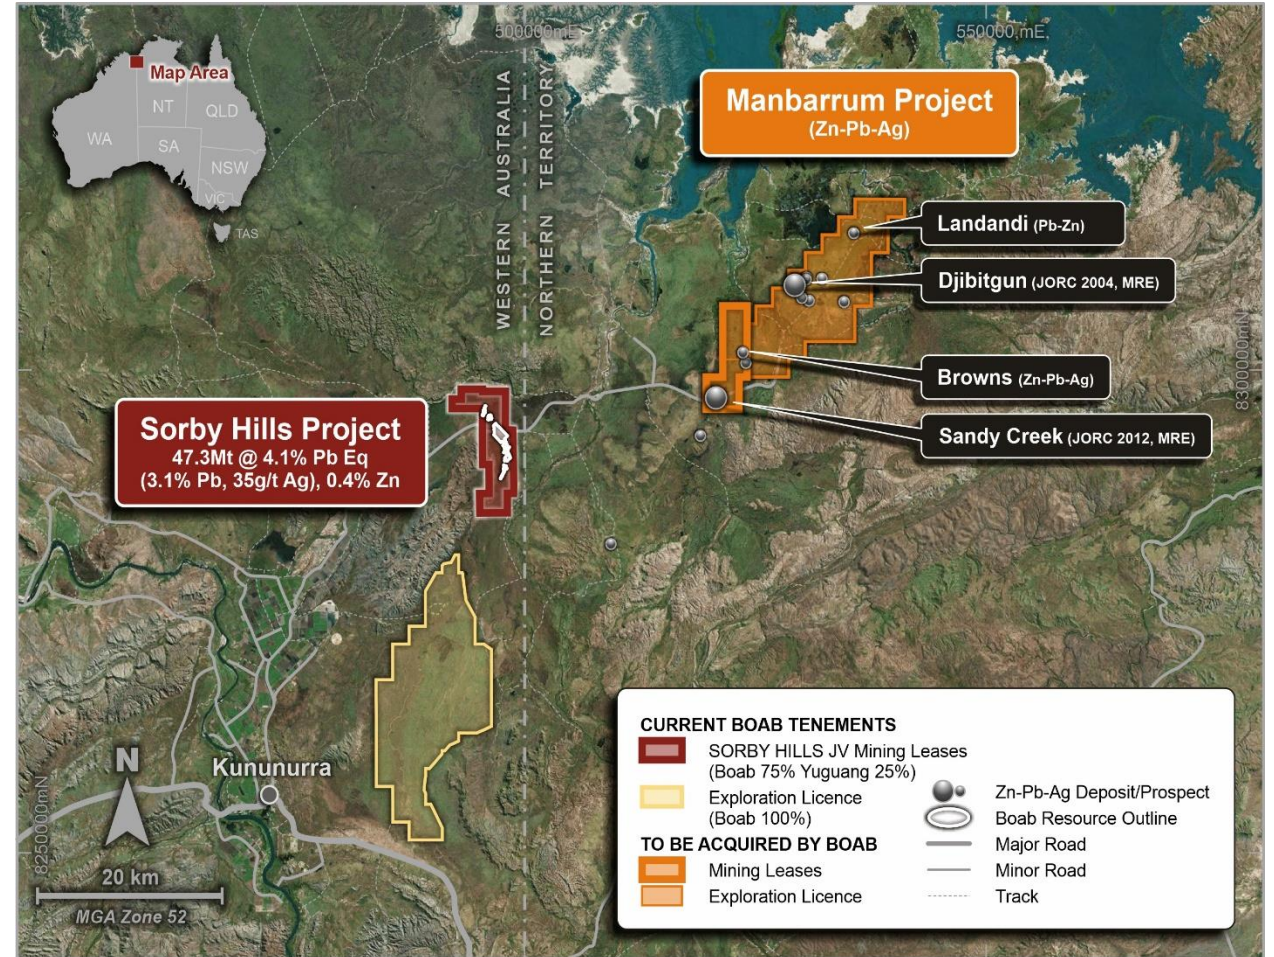 500000mE
550000 mE
Map Area
NT
QLD
WA
SA
NSW
VIC
TAS
WESTERN AUSTRALIA
NORTHERN TERRITORY
Manbarrum Project
(Zn-Pb-Ag)
Landandi (Pb-Zn)
Djibitgun (JORC 2004, MRE)
Browns (Zn-Pb-Ag)
Sandy Creek (JORC 2012, MRE)
8300000mN
Sorby Hills Project
47.3Mt @ 4.1% Pb Eq
(3.1% Pb, 35g/t Ag), 0.4% Zn
Kununurra
N
8250000mN
20 km
MGA Zone 52
CURRENT BOAB TENEMENTS
SORBY HILLS JV Mining Leases
(Boab 75% Yuguang 25%)
Exploration Licence
(Boab 100%)
TO BE ACQUIRED BY BOAB
Mining Leases
Exploration Licence
Zn-Pb-Ag Deposit/Prospect
Boab Resource Outline
Major Road
Minor Road
Track